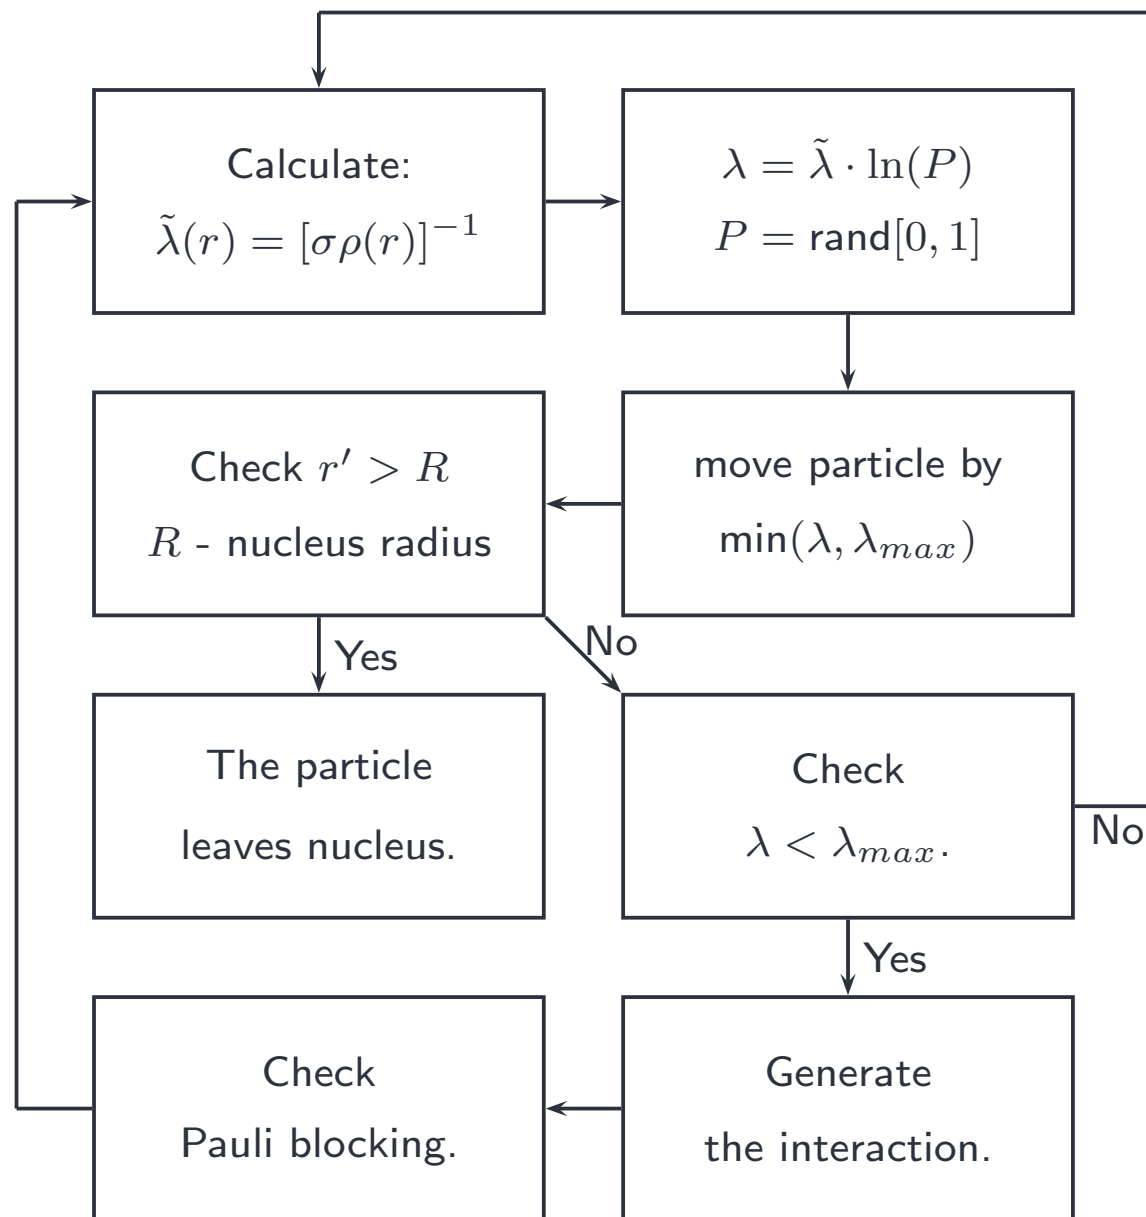 Calculate:
λ̃(r) = [σρ(r)]⁻¹
λ = λ̃ · ln(P)
P = rand[0, 1]
Check r′ > R
R - nucleus radius
move particle by
min(λ, λ_max)
Yes
No
The particle
leaves nucleus.
Check
λ < λ_max.
No
Yes
Check
Pauli blocking.
Generate
the interaction.